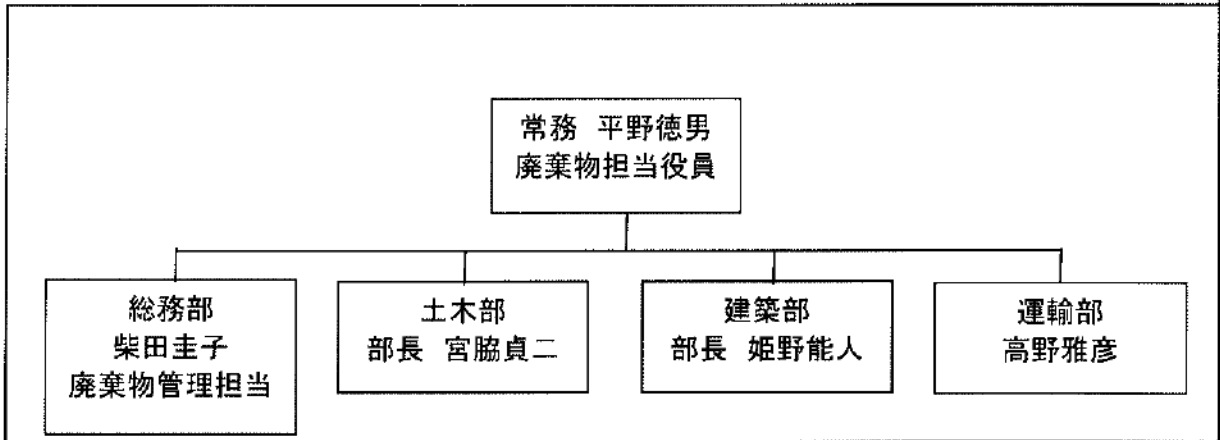 常務 平野徳男
廃棄物担当役員
総務部
柴田圭子
廃棄物管理担当
土木部
部長 宮脇貞二
建築部
部長 姫野能人
運輸部
高野雅彦